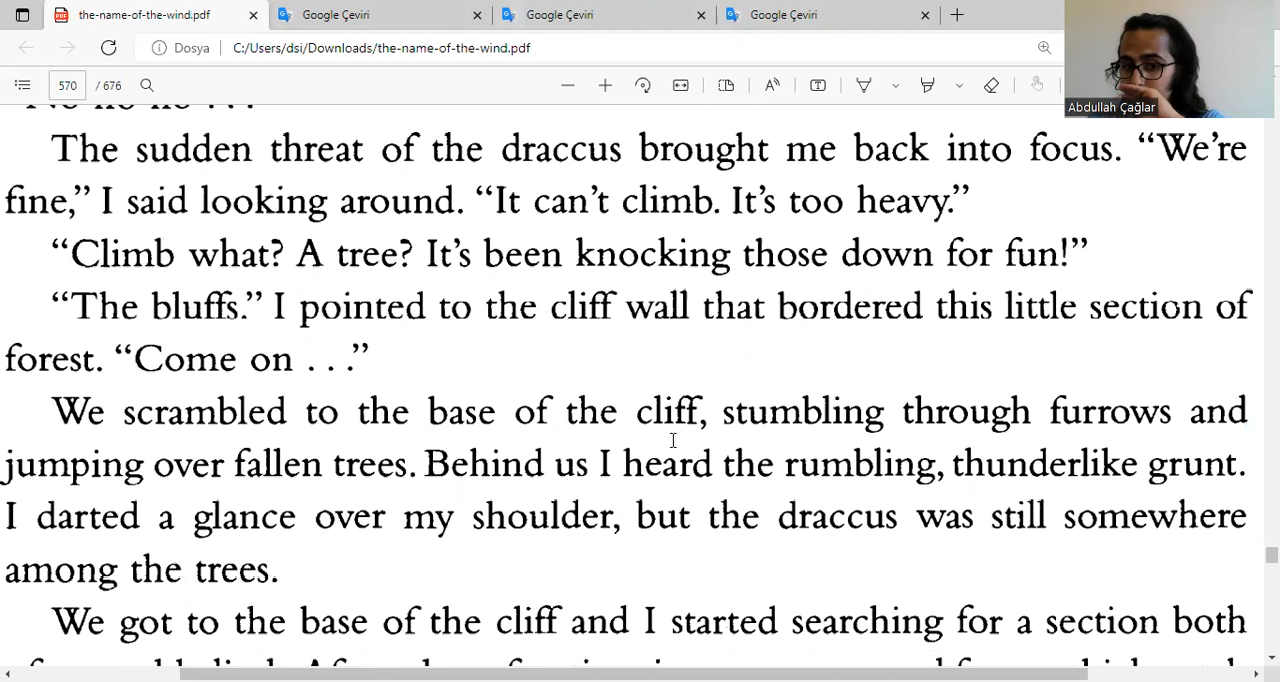 the-name-of-the-wind.pdf
Google Çeviri
Google Çeviri
Google Çeviri
Dosya
C:/Users/dsi/Downloads/the-name-of-the-wind.pdf
570 / 676
Abdullah Çağlar
The sudden threat of the draccus brought me back into focus. “We’re
fine,” I said looking around. “It can’t climb. It’s too heavy.”
“Climb what? A tree? It’s been knocking those down for fun!”
“The bluffs.” I pointed to the cliff wall that bordered this little section of
forest. “Come on . . .”
We scrambled to the base of the cliff, stumbling through furrows and
jumping over fallen trees. Behind us I heard the rumbling, thunderlike grunt.
I darted a glance over my shoulder, but the draccus was still somewhere
among the trees.
We got to the base of the cliff and I started searching for a section both